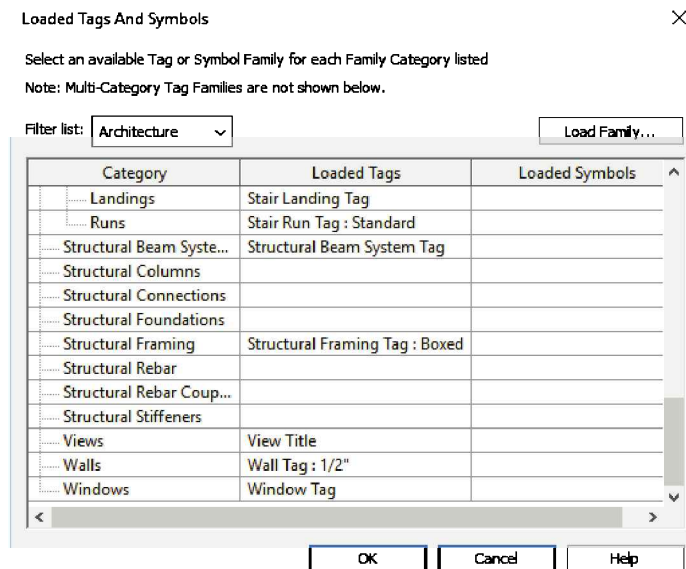 Loaded Tags And Symbols
Select an available Tag or Symbol Family for each Family Category listed
Note: Multi-Category Tag Families are not shown below.
Filter list: Architecture Load Family...
Category Loaded Tags Loaded Symbols
Landings Stair Landing Tag
Runs Stair Run Tag : Standard
Structural Beam Syste... Structural Beam System Tag
Structural Columns
Structural Connections
Structural Foundations
Structural Framing Structural Framing Tag : Boxed
Structural Rebar
Structural Rebar Coup...
Structural Stiffeners
Views View Title
Walls Wall Tag : 1/2"
Windows Window Tag
OK Cancel Help